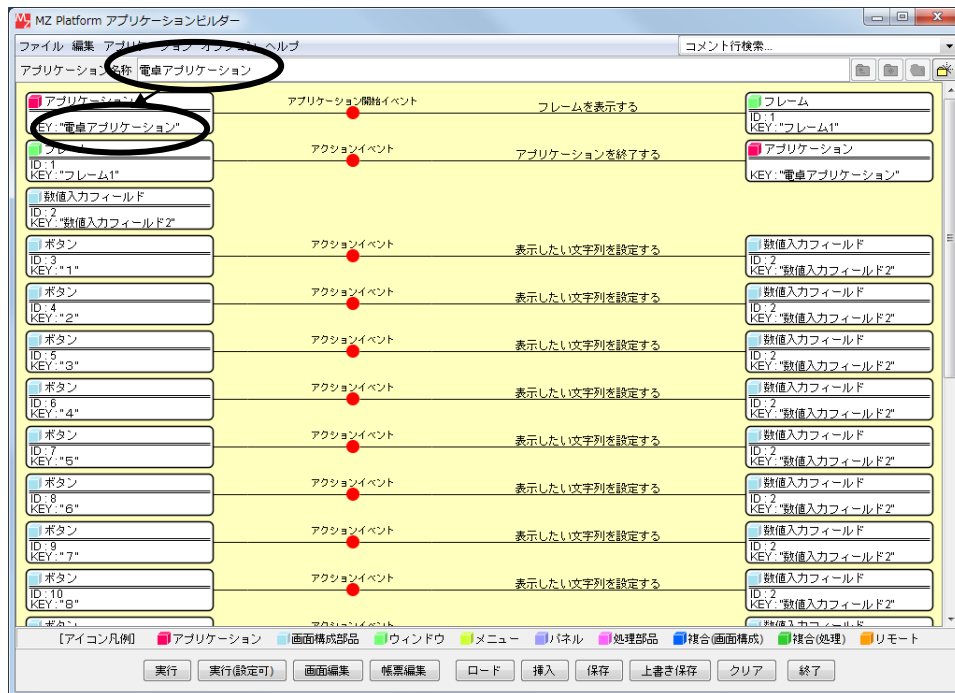 MZ Platform アプリケーションビルダー
ファイル 編集 アプリケーション オプション ヘルプ
コメント行検索...
アプリケーション名称 電卓アプリケーション
アプリケーション アプリケーション開始イベント フレームを表示する フレーム
KEY:"電卓アプリケーション" ID:1
KEY:"フレーム1"
フレーム アクションイベント アプリケーションを終了する アプリケーション
ID:1
KEY:"フレーム1" KEY:"電卓アプリケーション"
数値入力フィールド
ID:2
KEY:"数値入力フィールド2"
ボタン アクションイベント 表示したい文字列を設定する 数値入力フィールド
ID:3 ID:2
KEY:"1" KEY:"数値入力フィールド2"
ボタン アクションイベント 表示したい文字列を設定する 数値入力フィールド
ID:4 ID:2
KEY:"2" KEY:"数値入力フィールド2"
ボタン アクションイベント 表示したい文字列を設定する 数値入力フィールド
ID:5 ID:2
KEY:"3" KEY:"数値入力フィールド2"
ボタン アクションイベント 表示したい文字列を設定する 数値入力フィールド
ID:6 ID:2
KEY:"4" KEY:"数値入力フィールド2"
ボタン アクションイベント 表示したい文字列を設定する 数値入力フィールド
ID:7 ID:2
KEY:"5" KEY:"数値入力フィールド2"
ボタン アクションイベント 表示したい文字列を設定する 数値入力フィールド
ID:8 ID:2
KEY:"6" KEY:"数値入力フィールド2"
ボタン アクションイベント 表示したい文字列を設定する 数値入力フィールド
ID:9 ID:2
KEY:"7" KEY:"数値入力フィールド2"
ボタン アクションイベント 表示したい文字列を設定する 数値入力フィールド
ID:10 ID:2
KEY:"8" KEY:"数値入力フィールド2"
ボタン アクションイベント 数値入力フィールド
[アイコン凡例] アプリケーション 画面構成部品 ウィンドウ メニュー パネル 処理部品 複合(画面構成) 複合(処理) リモート
実行 実行(設定可) 画面編集 帳票編集 ロード 挿入 保存 上書き保存 クリア 終了